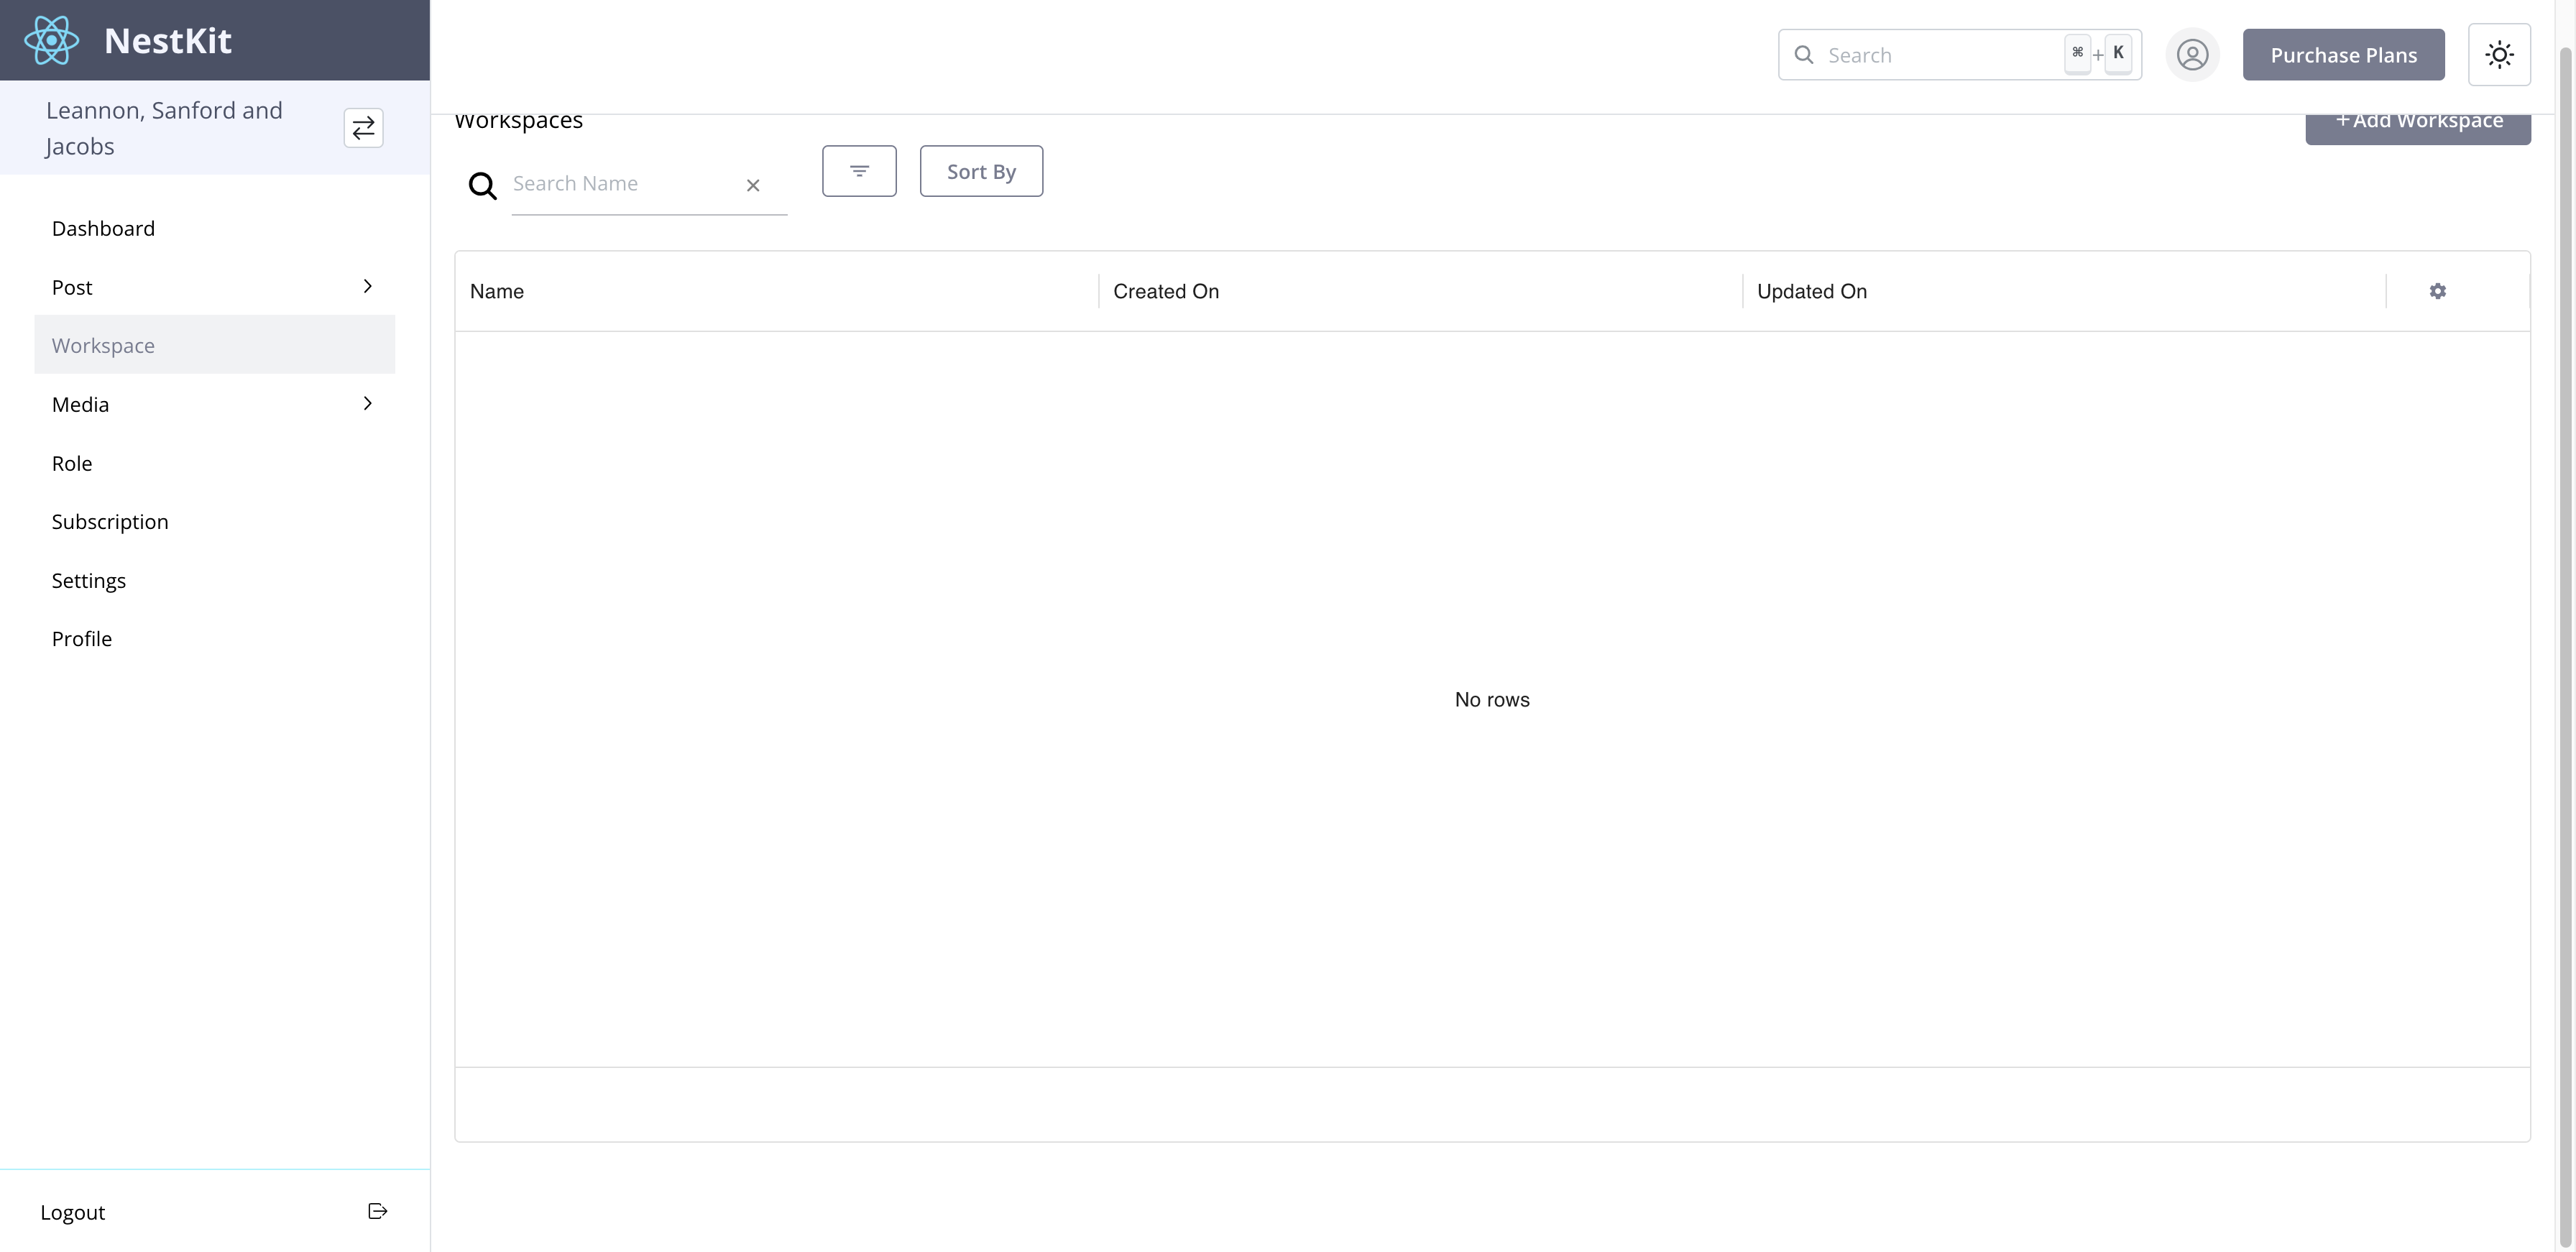 NestKit
Leannon, Sanford and
Jacobs
Dashboard
Post
Workspace
Media
Role
Subscription
Settings
Profile
Logout
Search
⌘ + K
Purchase Plans
Workspaces
+Add Workspace
Search Name
Sort By
Name
Created On
Updated On
No rows